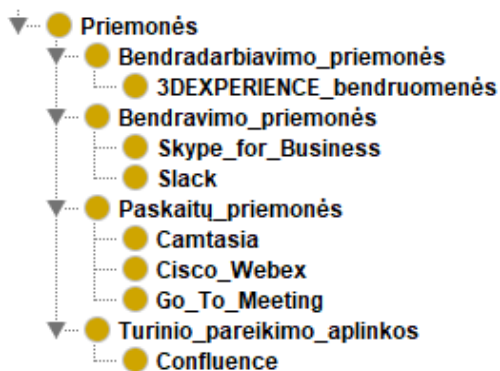 Priemonės
Bendradarbiavimo_priemonės
3DEXPERIENCE_bendruomenės
Bendravimo_priemonės
Skype_for_Business
Slack
Paskaitų_priemonės
Camtasia
Cisco_Webex
Go_To_Meeting
Turinio_pareikimo_aplinkos
Confluence